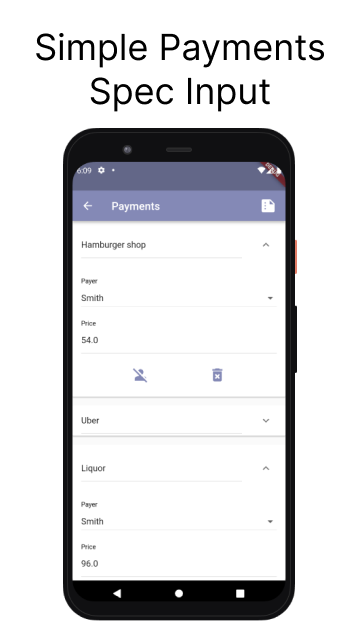 Simple Payments
Spec Input
6:09
Payments
Hamburger shop
Payer
Smith
Price
54.0
Uber
Liquor
Payer
Smith
Price
96.0